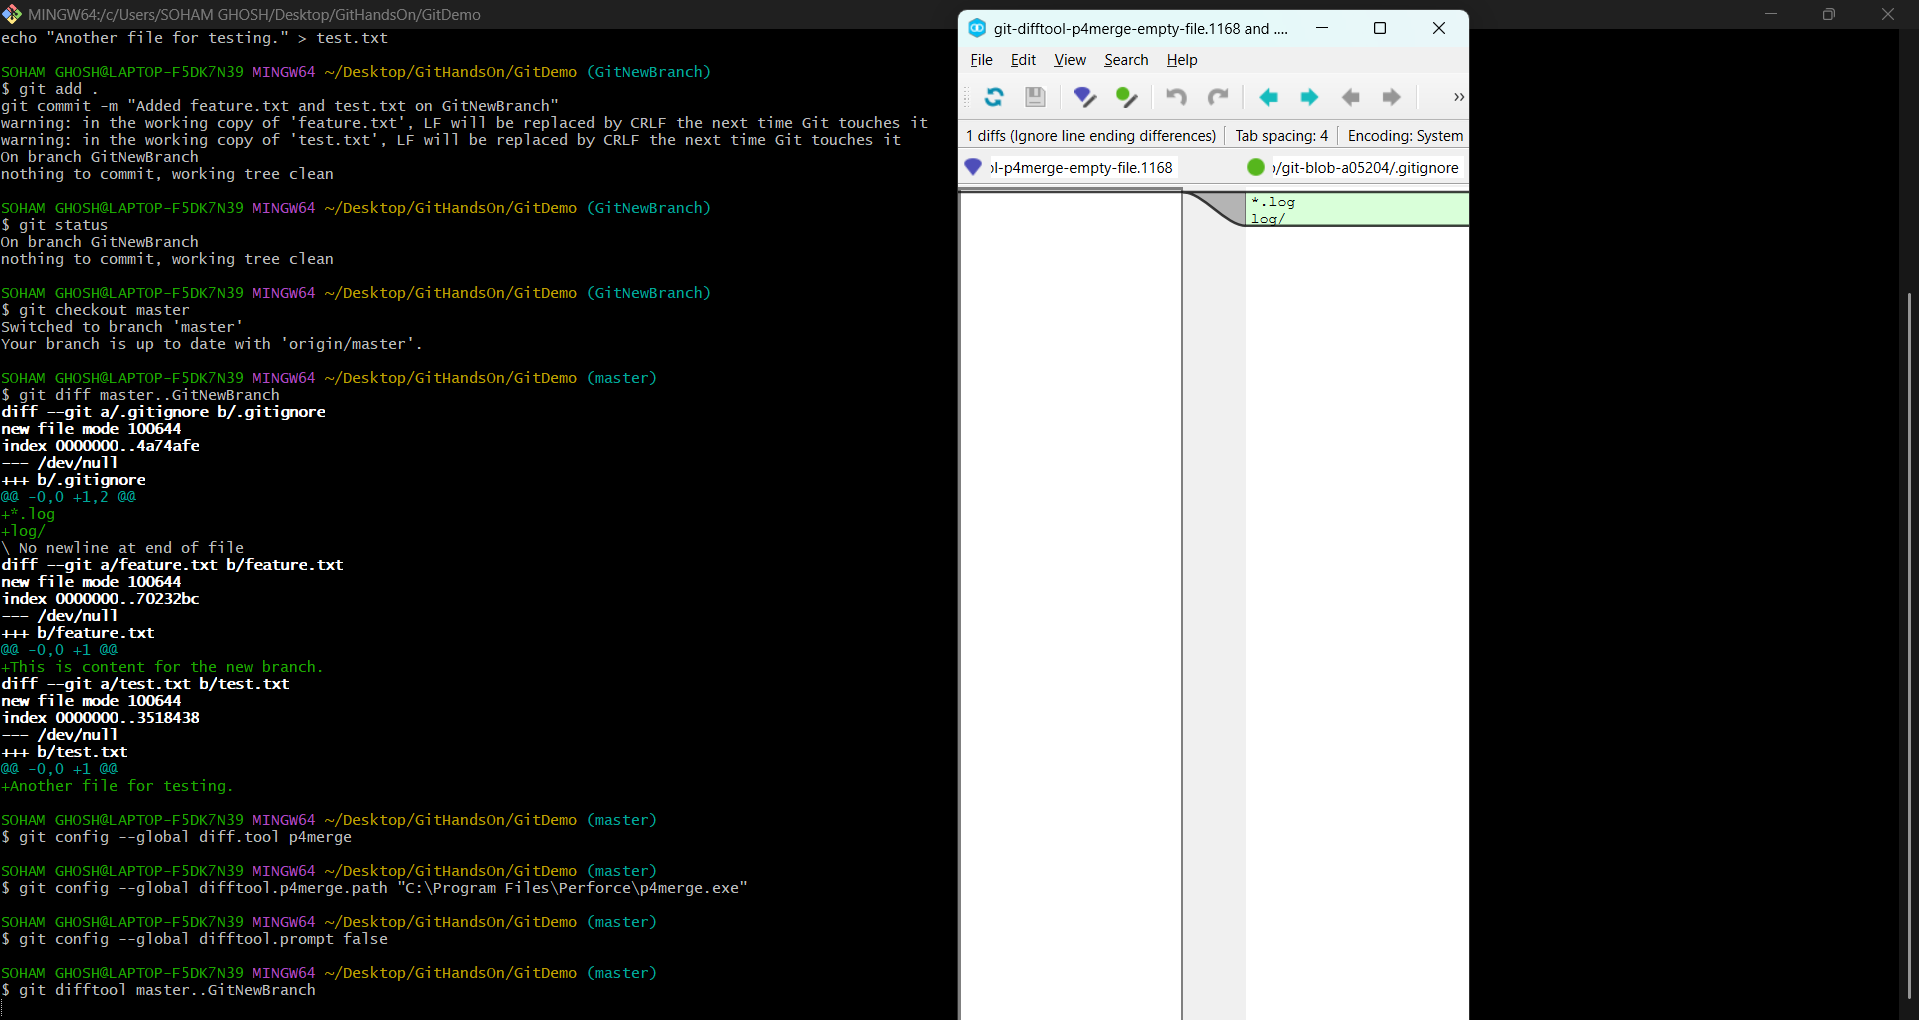 MINGW64:/c/Users/SOHAM GHOSH/Desktop/GitHandsOn/GitDemo
echo "Another file for testing." > test.txt
SOHAM GHOSH@LAPTOP-F5DK7N39 MINGW64 ~/Desktop/GitHandsOn/GitDemo (GitNewBranch)
$ git add .
git commit -m "Added feature.txt and test.txt on GitNewBranch"
warning: in the working copy of 'feature.txt', LF will be replaced by CRLF the next time Git touches it
warning: in the working copy of 'test.txt', LF will be replaced by CRLF the next time Git touches it
On branch GitNewBranch
nothing to commit, working tree clean
SOHAM GHOSH@LAPTOP-F5DK7N39 MINGW64 ~/Desktop/GitHandsOn/GitDemo (GitNewBranch)
$ git status
On branch GitNewBranch
nothing to commit, working tree clean
SOHAM GHOSH@LAPTOP-F5DK7N39 MINGW64 ~/Desktop/GitHandsOn/GitDemo (GitNewBranch)
$ git checkout master
Switched to branch 'master'
Your branch is up to date with 'origin/master'.
SOHAM GHOSH@LAPTOP-F5DK7N39 MINGW64 ~/Desktop/GitHandsOn/GitDemo (master)
$ git diff master..GitNewBranch
diff --git a/.gitignore b/.gitignore
new file mode 100644
index 0000000..4a74afe
--- /dev/null
+++ b/.gitignore
@@ -0,0 +1,2 @@
+*.log
+log/
\ No newline at end of file
diff --git a/feature.txt b/feature.txt
new file mode 100644
index 0000000..70232bc
--- /dev/null
+++ b/feature.txt
@@ -0,0 +1 @@
+This is content for the new branch.
diff --git a/test.txt b/test.txt
new file mode 100644
index 0000000..3518438
--- /dev/null
+++ b/test.txt
@@ -0,0 +1 @@
+Another file for testing.
SOHAM GHOSH@LAPTOP-F5DK7N39 MINGW64 ~/Desktop/GitHandsOn/GitDemo (master)
$ git config --global diff.tool p4merge
SOHAM GHOSH@LAPTOP-F5DK7N39 MINGW64 ~/Desktop/GitHandsOn/GitDemo (master)
$ git config --global difftool.p4merge.path "C:\Program Files\Perforce\p4merge.exe"
SOHAM GHOSH@LAPTOP-F5DK7N39 MINGW64 ~/Desktop/GitHandsOn/GitDemo (master)
$ git config --global difftool.prompt false
SOHAM GHOSH@LAPTOP-F5DK7N39 MINGW64 ~/Desktop/GitHandsOn/GitDemo (master)
$ git difftool master..GitNewBranch
git-difftool-p4merge-empty-file.1168 and ....
File Edit View Search Help
»
1 diffs (Ignore line ending differences) Tab spacing: 4 Encoding: System
l-p4merge-empty-file.1168 /git-blob-a05204/.gitignore
*.log
log/